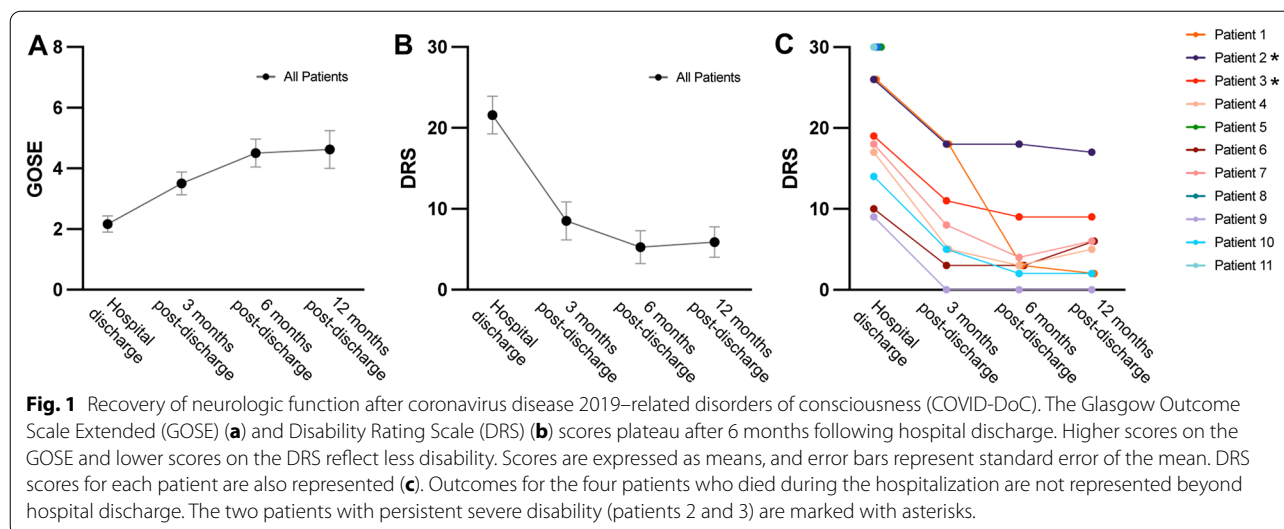 A
8
6
4
2
0
GOSE
All Patients
Hospital
discharge
3 months
post-discharge
6 months
post-discharge
12 months
post-discharge
B
30
20
10
0
DRS
All Patients
Hospital
discharge
3 months
post-discharge
6 months
post-discharge
12 months
post-discharge
C
30
20
10
0
DRS
Hospital
discharge
3 months
post-discharge
6 months
post-discharge
12 months
post-discharge
Patient 1
Patient 2 *
Patient 3 *
Patient 4
Patient 5
Patient 6
Patient 7
Patient 8
Patient 9
Patient 10
Patient 11
Fig. 1 Recovery of neurologic function after coronavirus disease 2019–related disorders of consciousness (COVID-DoC). The Glasgow Outcome
Scale Extended (GOSE) (a) and Disability Rating Scale (DRS) (b) scores plateau after 6 months following hospital discharge. Higher scores on the
GOSE and lower scores on the DRS reflect less disability. Scores are expressed as means, and error bars represent standard error of the mean. DRS
scores for each patient are also represented (c). Outcomes for the four patients who died during the hospitalization are not represented beyond
hospital discharge. The two patients with persistent severe disability (patients 2 and 3) are marked with asterisks.